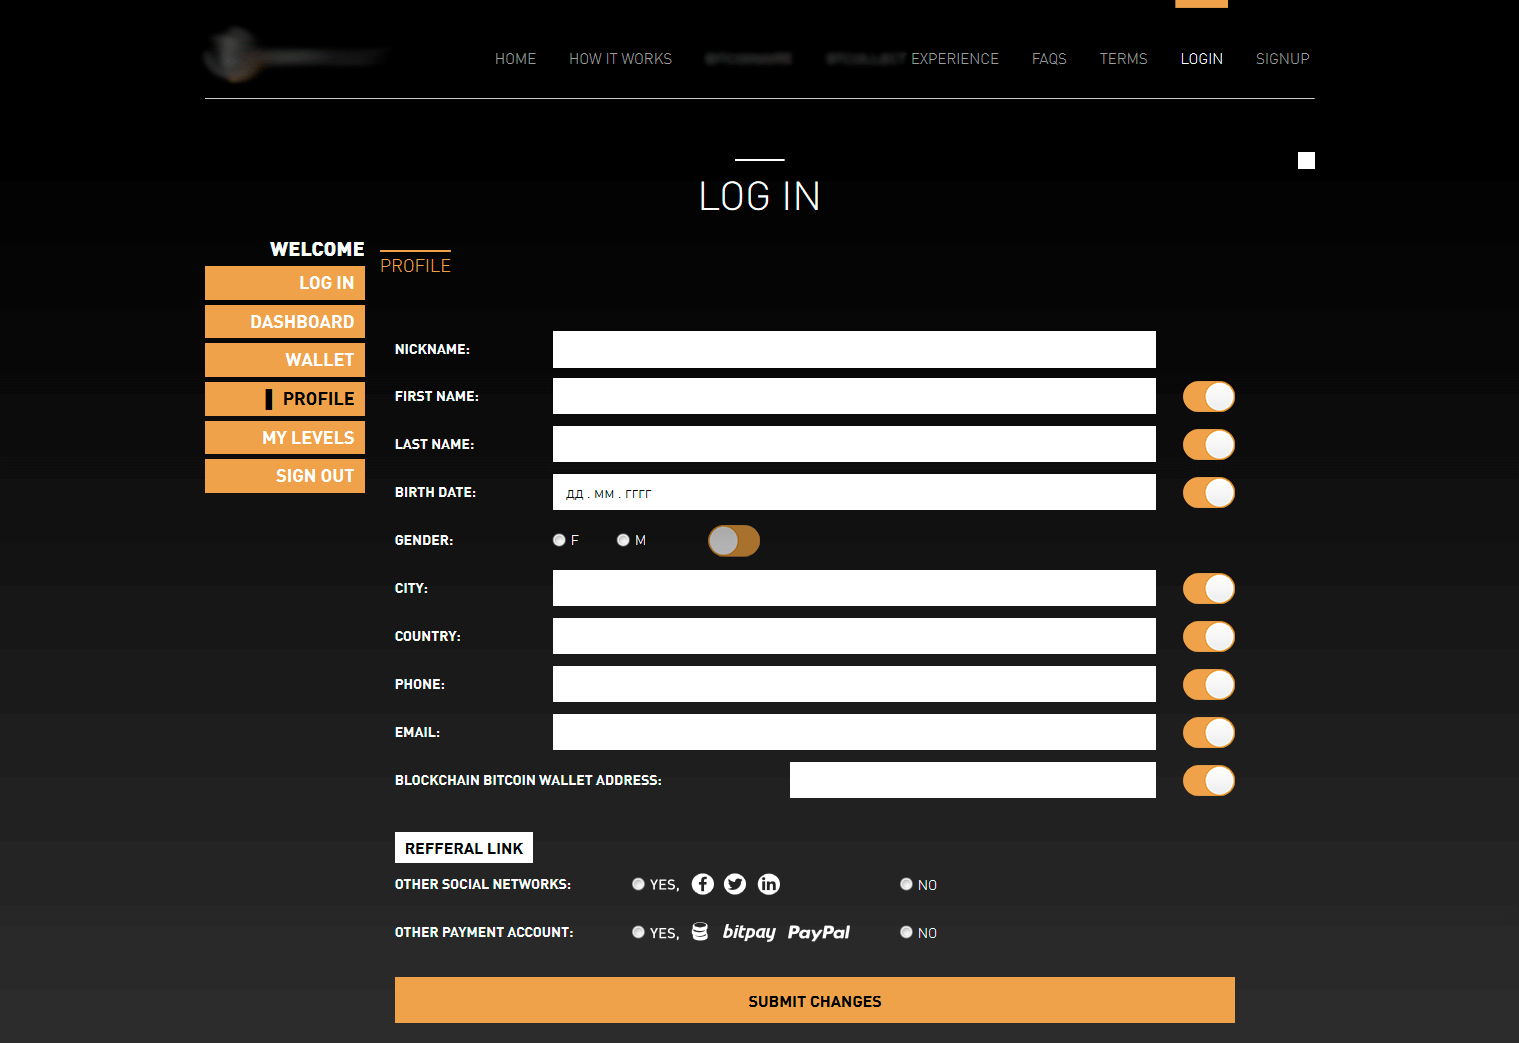 HOME HOW IT WORKS EXPERIENCE FAQS TERMS LOGIN SIGNUP
LOG IN
WELCOME
LOG IN
DASHBOARD
WALLET
PROFILE
MY LEVELS
SIGN OUT
PROFILE
NICKNAME:
FIRST NAME:
LAST NAME:
BIRTH DATE: ДД . ММ . ГГГГ
GENDER: F M
CITY:
COUNTRY:
PHONE:
EMAIL:
BLOCKCHAIN BITCOIN WALLET ADDRESS:
REFFERAL LINK
OTHER SOCIAL NETWORKS: YES, NO
OTHER PAYMENT ACCOUNT: YES, bitpay PayPal NO
SUBMIT CHANGES